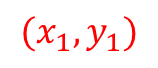 (x₁, y₁)